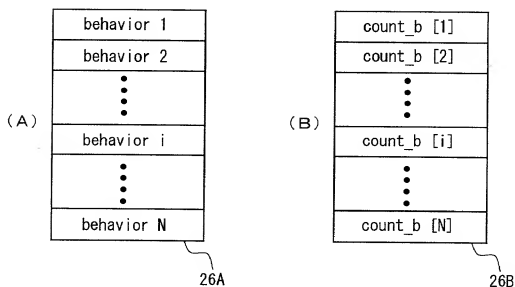 behavior 1
behavior 2
(A)
behavior i
behavior N
26A
count_b [1]
count_b [2]
(B)
count_b [i]
count_b [N]
26B